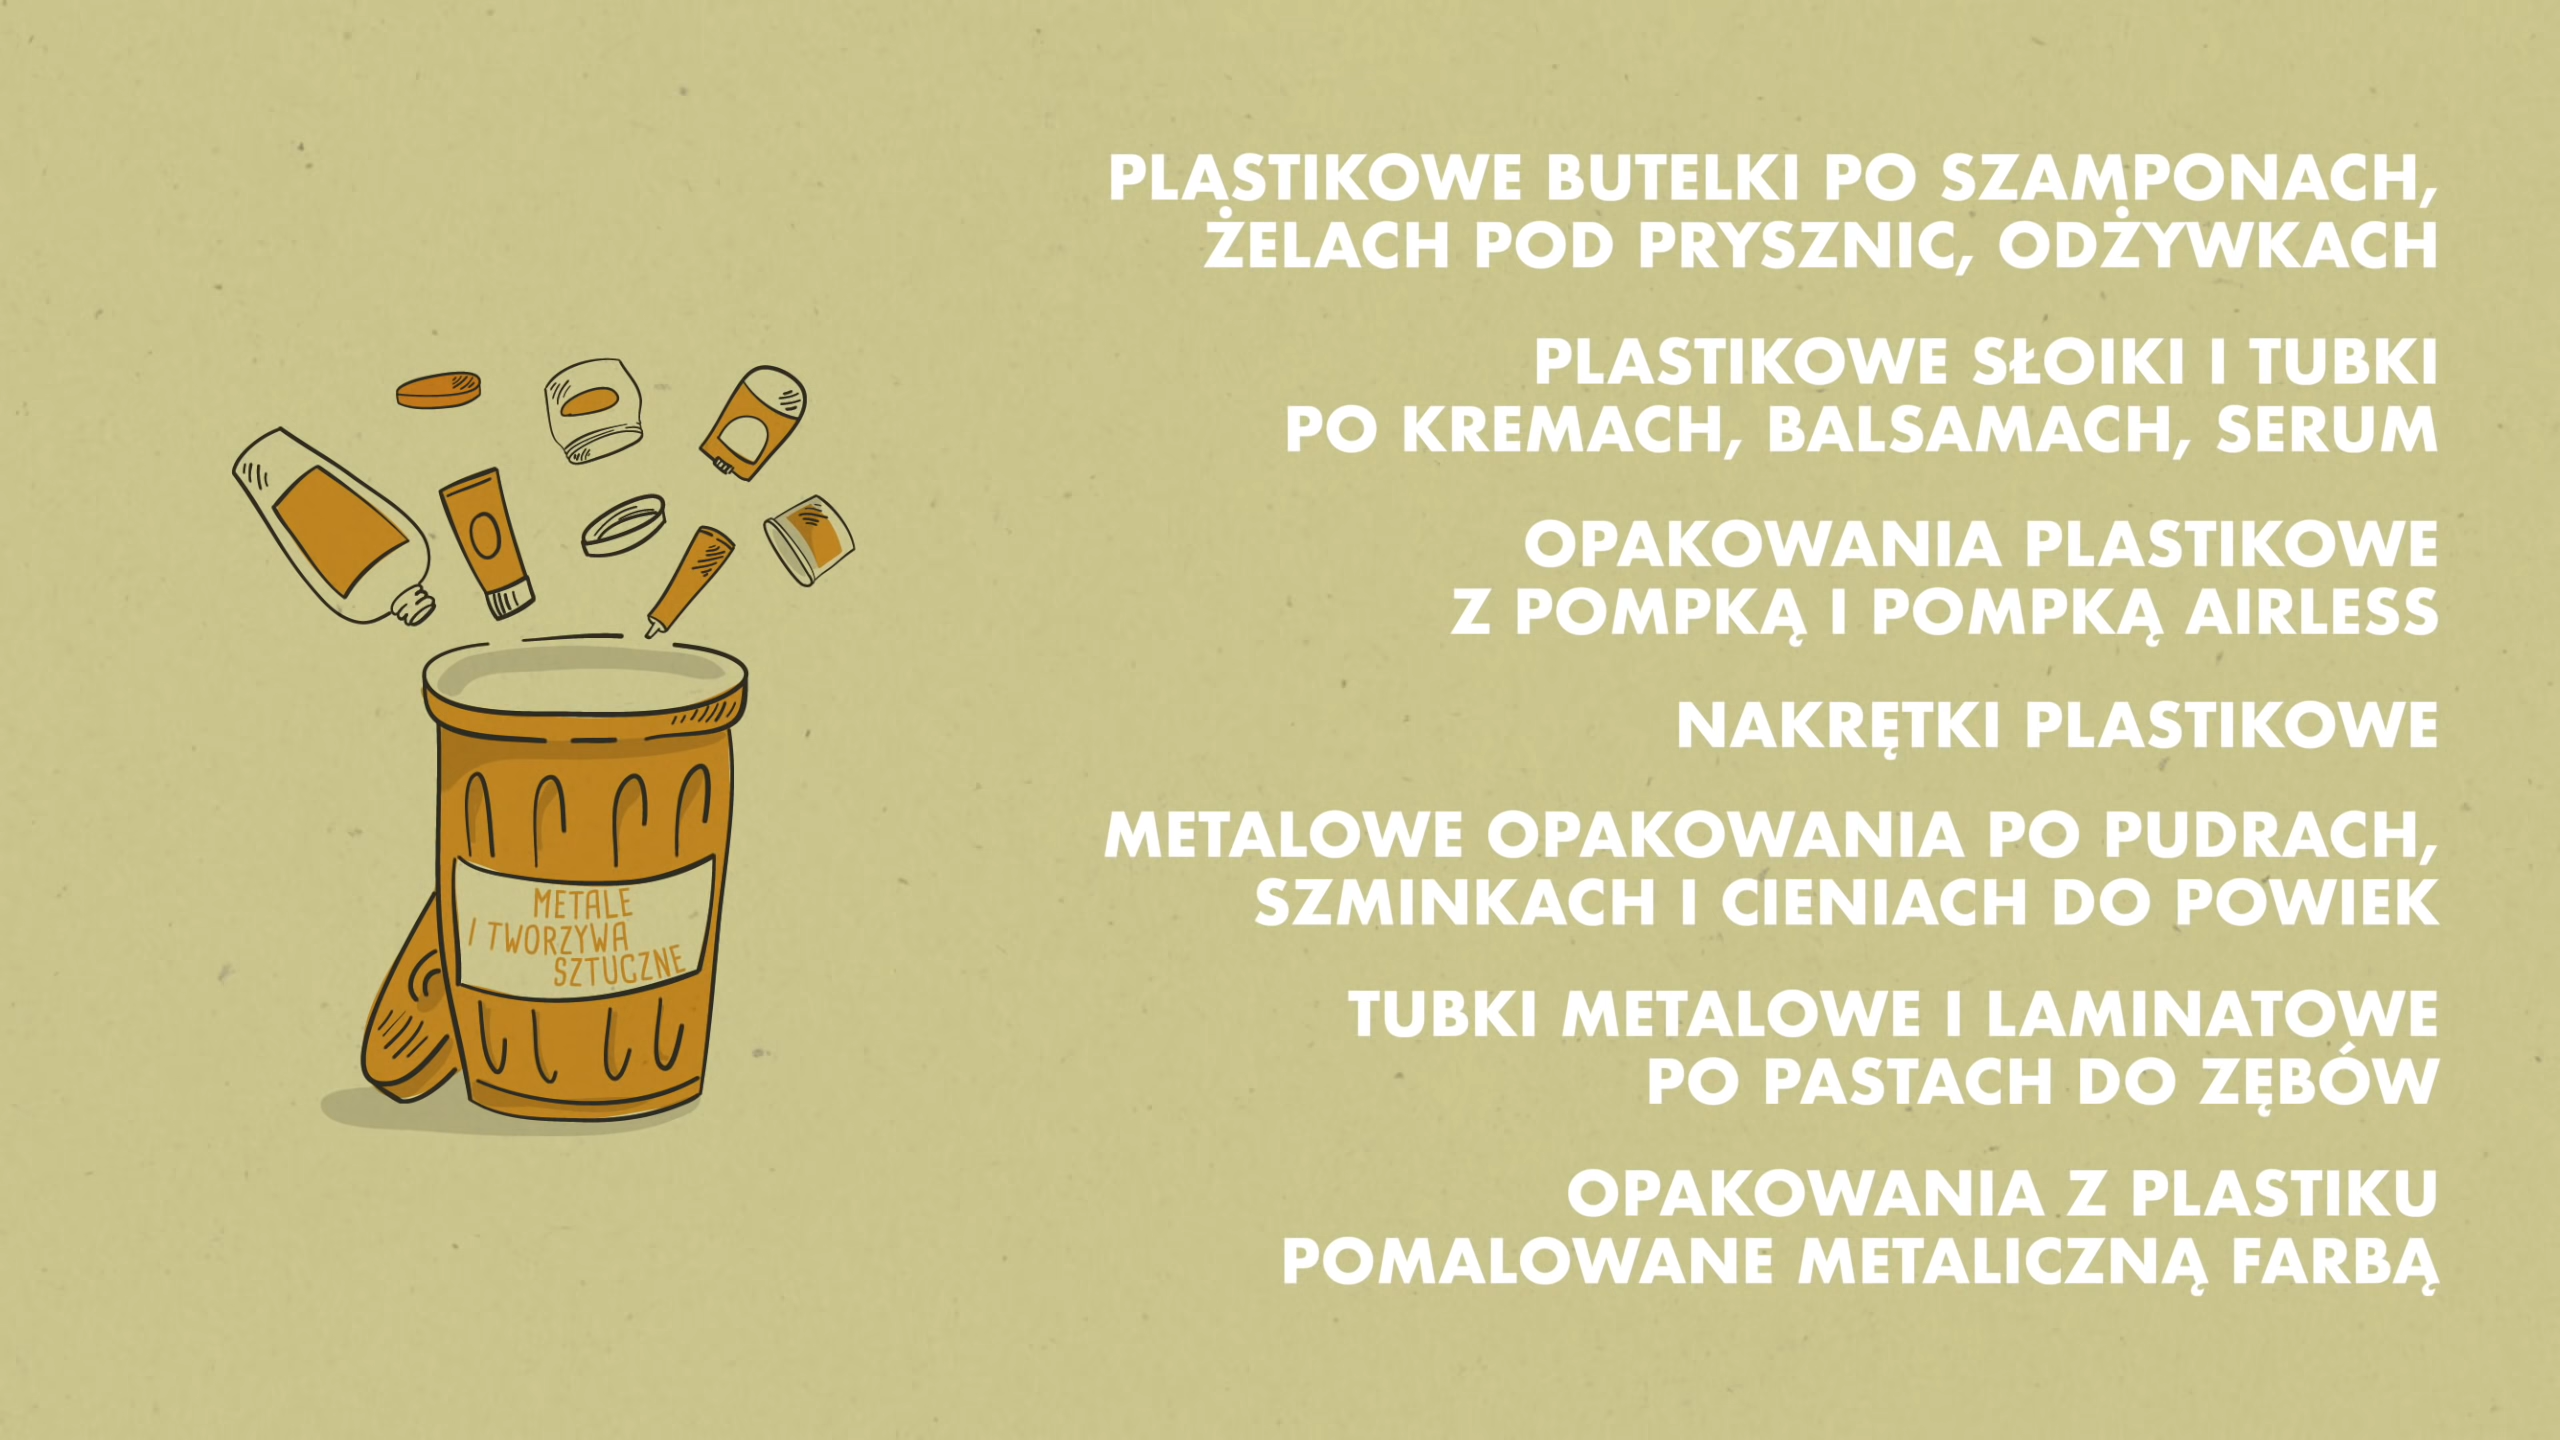 PLASTIKOWE BUTELKI PO SZAMPONACH,
ŻELACH POD PRYSZNIC, ODŻYWKACH
PLASTIKOWE SŁOIKI I TUBKI
PO KREMACH, BALSAMACH, SERUM
OPAKOWANIA PLASTIKOWE
Z POMPKĄ I POMPKĄ AIRLESS
NAKRĘTKI PLASTIKOWE
METALOWE OPAKOWANIA PO PUDRACH,
SZMINKACH I CIENIACH DO POWIEK
TUBKI METALOWE I LAMINATOWE
PO PASTACH DO ZĘBÓW
OPAKOWANIA Z PLASTIKU
POMALOWANE METALICZNĄ FARBĄ
METALE
I TWORZYWA
SZTUCZNE